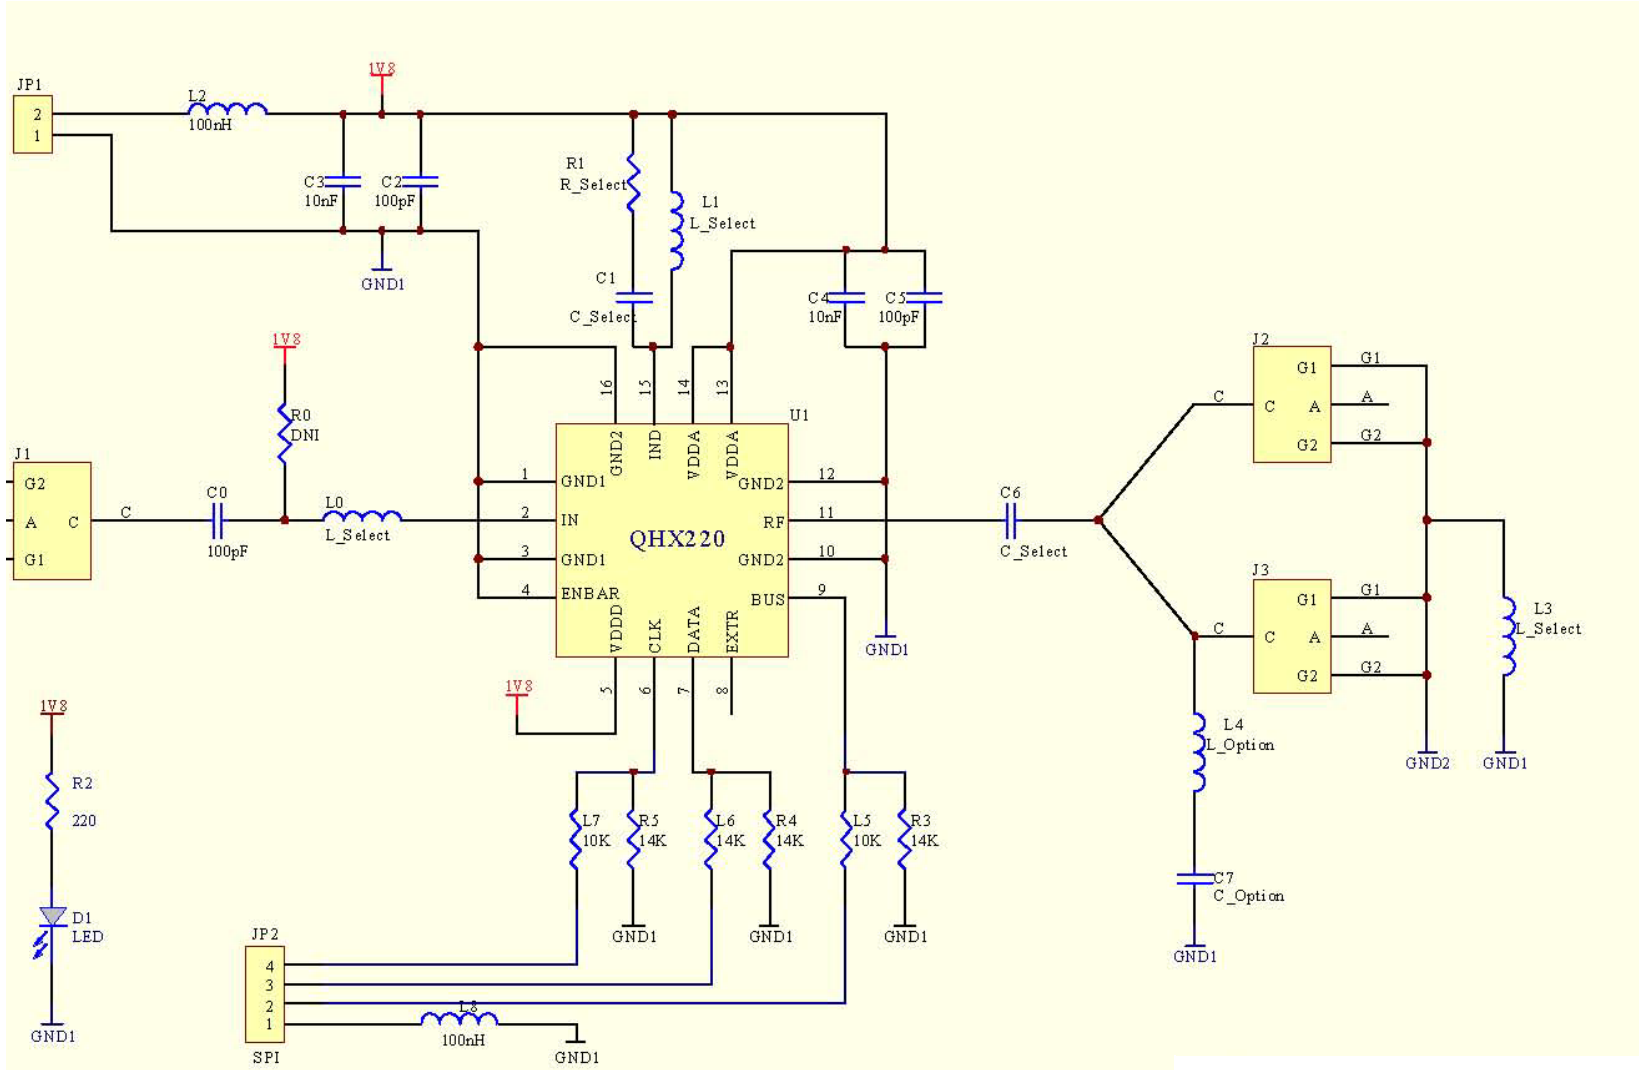 1V8
JP1
2
1
L2
100nH
C3
10nF
C2
100pF
GND1
R1
R_Select
L1
L_Select
C1
C_Select
C4
10nF
C5
100pF
1V8
R0
DNI
J1
G2
A
C
G1
C
C0
100pF
L0
L_Select
16
15
14
13
U1
GND2
IND
VDDA
VDDA
1
GND1
GND2
12
2
IN
RF
11
QHX220
3
GND1
GND2
10
4
ENBAR
BUS
9
VDDD
CLK
DATA
EXTR
5
6
7
8
1V8
GND1
C6
C_Select
J2
C
C
G1
A
G2
G1
A
G2
J3
C
C
G1
A
G2
G1
A
G2
L3
L_Select
GND2
GND1
L4
L_Option
C7
C_Option
GND1
1V8
R2
220
D1
LED
GND1
L7
10K
R5
14K
L6
14K
R4
14K
L5
10K
R3
14K
GND1
GND1
GND1
JP2
4
3
2
1
SPI
L8
100nH
GND1